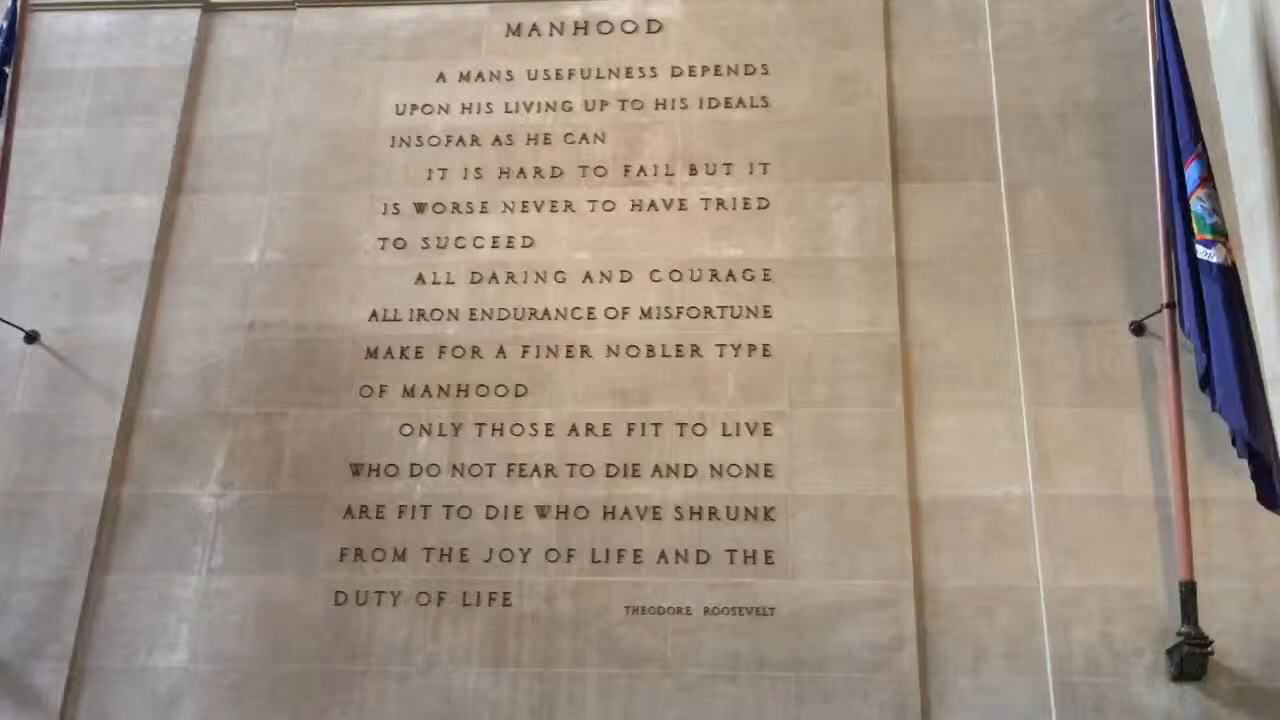 MANHOOD
A MANS USEFULNESS DEPENDS
UPON HIS LIVING UP TO HIS IDEALS
INSOFAR AS HE CAN
IT IS HARD TO FAIL BUT IT
IS WORSE NEVER TO HAVE TRIED
TO SUCCEED
ALL DARING AND COURAGE
ALL IRON ENDURANCE OF MISFORTUNE
MAKE FOR A FINER NOBLER TYPE
OF MANHOOD
ONLY THOSE ARE FIT TO LIVE
WHO DO NOT FEAR TO DIE AND NONE
ARE FIT TO DIE WHO HAVE SHRUNK
FROM THE JOY OF LIFE AND THE
DUTY OF LIFE
THEODORE ROOSEVELT